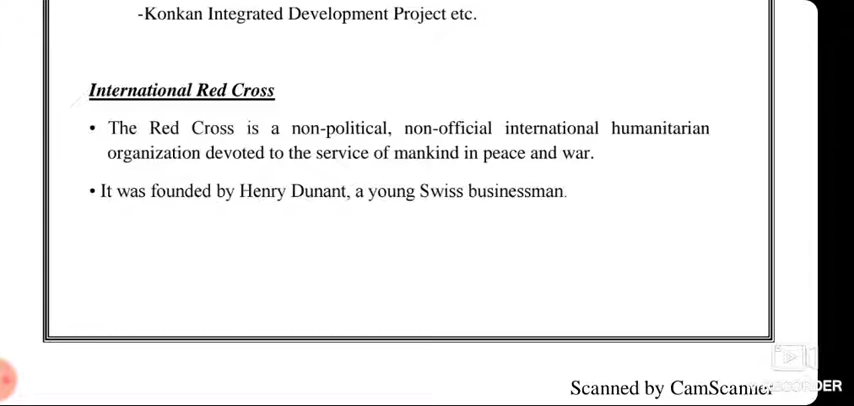 -Konkan Integrated Development Project etc.
International Red Cross
• The Red Cross is a non-political, non-official international humanitarian
organization devoted to the service of mankind in peace and war.
• It was founded by Henry Dunant, a young Swiss businessman.
Scanned by CamScanner